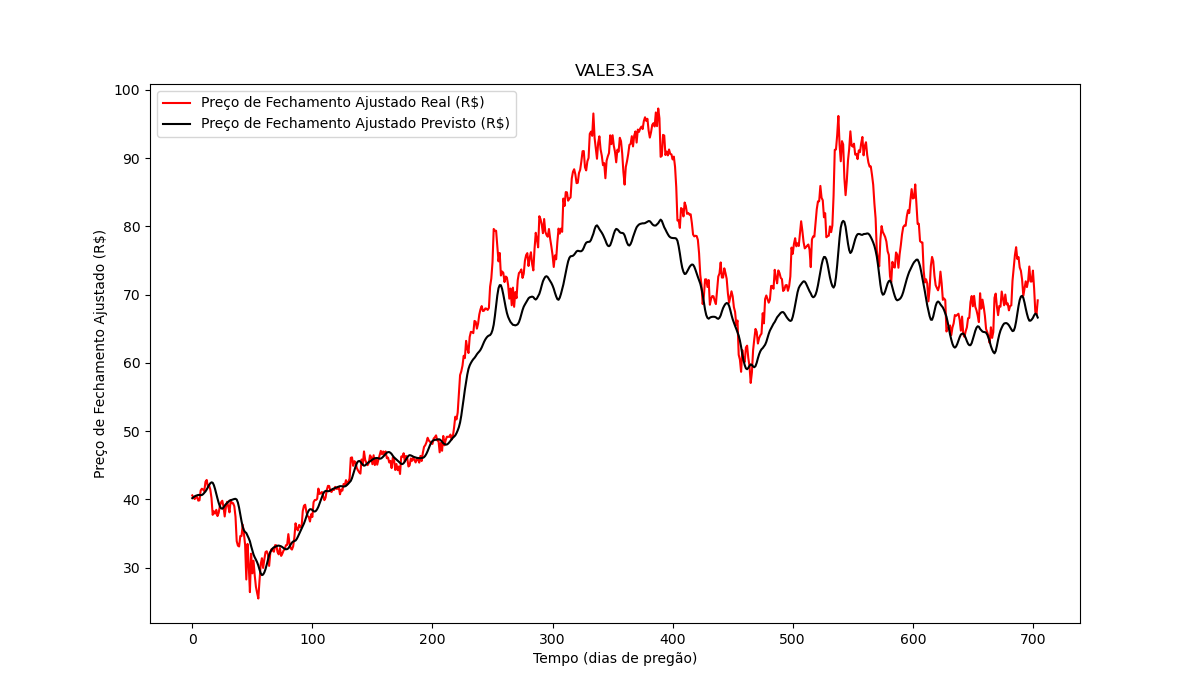 VALE3.SA
Preço de Fechamento Ajustado Real (R$)
Preço de Fechamento Ajustado Previsto (R$)
Preço de Fechamento Ajustado (R$)
100
90
80
70
60
50
40
30
0 100 200 300 400 500 600 700
Tempo (dias de pregão)